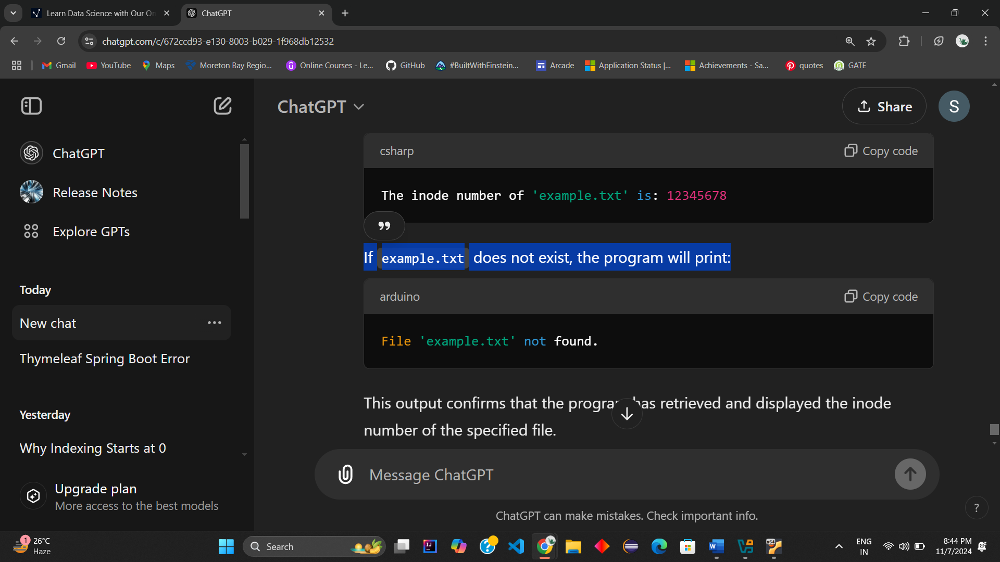 Learn Data Science with Our On
ChatGPT
chatgpt.com/c/672ccd93-e130-8003-b029-1f968db12532
Gmail
YouTube
Maps
Moreton Bay Regio...
Online Courses - Le...
GitHub
#BuiltWithEinstein...
Arcade
Application Status |...
Achievements - Sa...
quotes
GATE
ChatGPT
Share
S
ChatGPT
Release Notes
Explore GPTs
Today
New chat
Thymeleaf Spring Boot Error
Yesterday
Why Indexing Starts at 0
Upgrade plan
More access to the best models
csharp
Copy code
The inode number of 'example.txt' is: 12345678
If example.txt does not exist, the program will print:
arduino
Copy code
File 'example.txt' not found.
This output confirms that the program has retrieved and displayed the inode
number of the specified file.
Message ChatGPT
ChatGPT can make mistakes. Check important info.
?
1
26°C
Haze
Search
ENG
IN
8:44 PM
11/7/2024